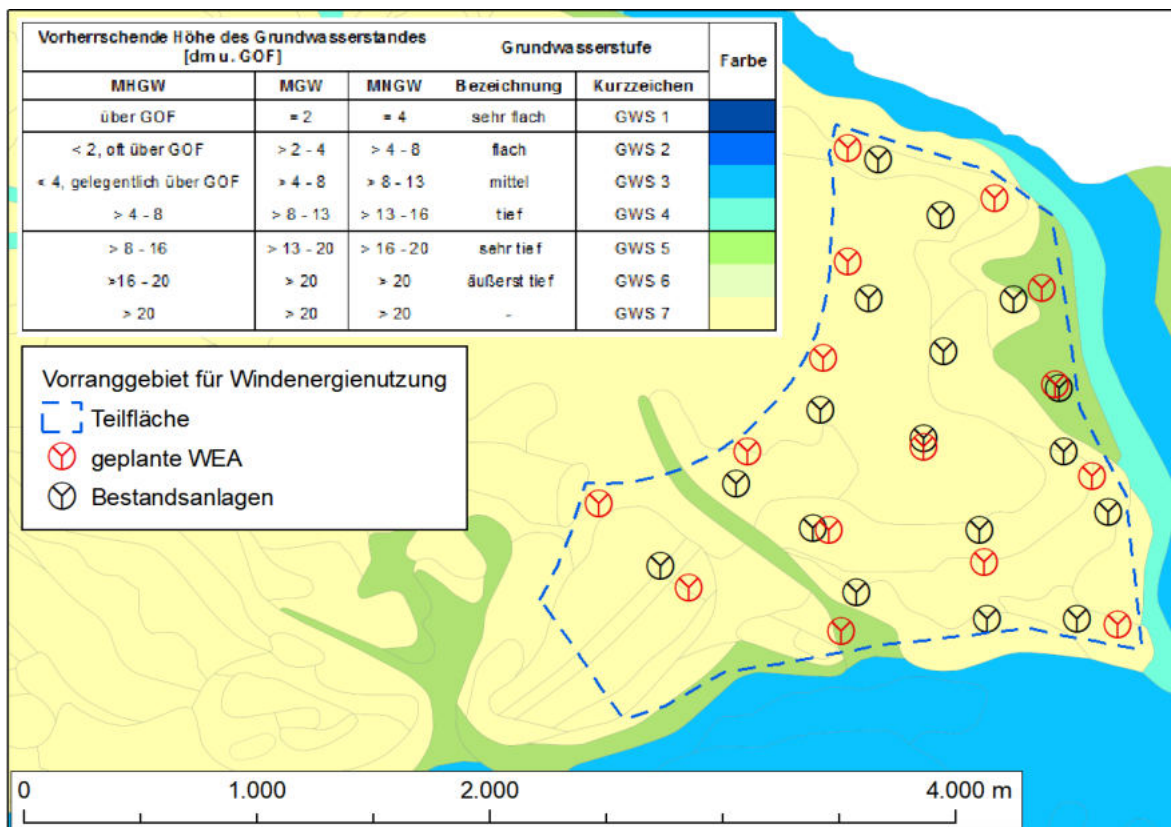 Vorherrschende Höhe des Grundwasserstandes [dm u. GOF] Grundwasserstufe Farbe
MHGW MGW MNGW Bezeichnung Kurzzeichen
über GOF = 2 = 4 sehr flach GWS 1
< 2, oft über GOF > 2 - 4 > 4 - 8 flach GWS 2
< 4, gelegentlich über GOF > 4 - 8 > 8 - 13 mittel GWS 3
> 4 - 8 > 8 - 13 > 13 - 16 tief GWS 4
> 8 - 16 > 13 - 20 > 16 - 20 sehr tief GWS 5
>16 - 20 > 20 > 20 äußerst tief GWS 6
> 20 > 20 > 20 - GWS 7
Vorranggebiet für Windenergienutzung
Teilfläche
geplante WEA
Bestandsanlagen
0 1.000 2.000 4.000 m